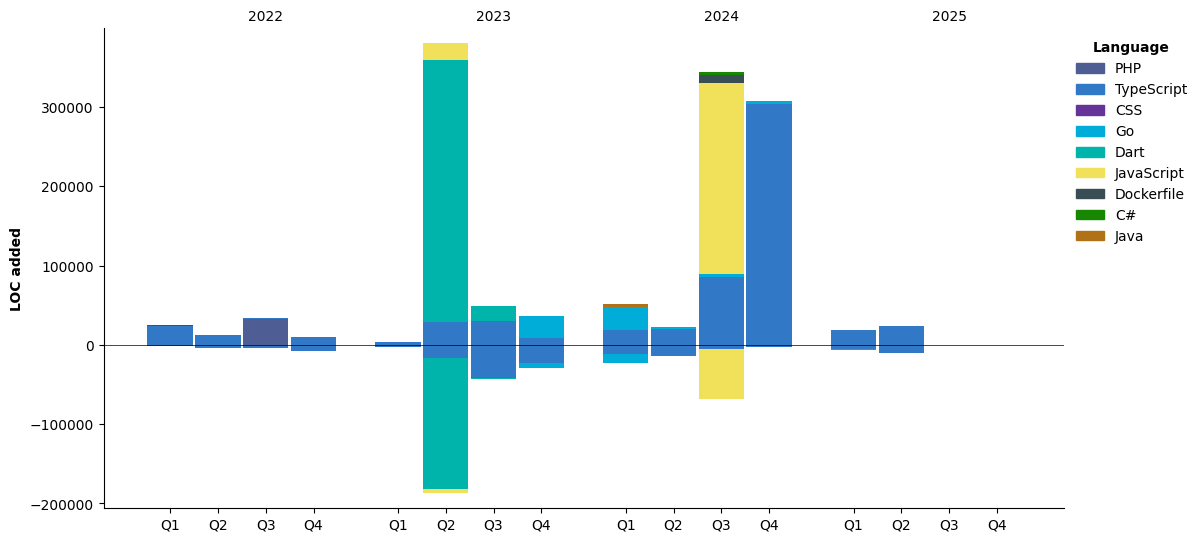 2022 2023 2024 2025
Language
PHP
TypeScript
CSS
Go
Dart
JavaScript
Dockerfile
C#
Java
LOC added
300000
200000
100000
0
−100000
−200000
Q1 Q2 Q3 Q4 Q1 Q2 Q3 Q4 Q1 Q2 Q3 Q4 Q1 Q2 Q3 Q4